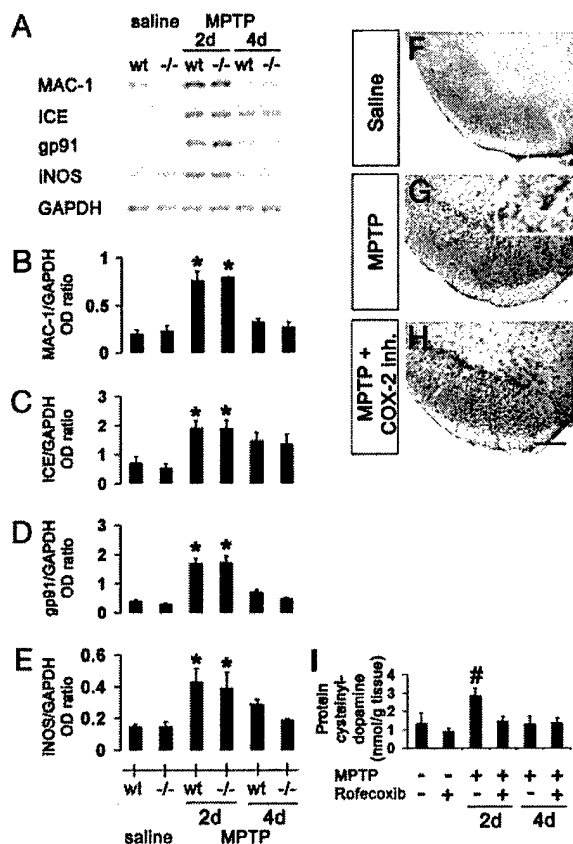 A
saline MPTP
2d 4d
wt -/- wt -/- wt -/-
MAC-1
ICE
gp91
iNOS
GAPDH
B
MAC-1/GAPDH
OD ratio
1
0.5
0
* *
C
ICE/GAPDH
OD ratio
3
2
1
0
* *
D
gp91/GAPDH
OD ratio
3
2
1
0
* *
E
iNOS/GAPDH
OD ratio
0.6
0.4
0.2
0
* *
wt -/- wt -/- wt -/-
2d 4d
saline MPTP
F
Saline
G
MPTP
H
MPTP +
COX-2 inh.
I
Protein
cysteinyl-
dopamine
(nmol/g tissue)
4
3
2
1
0
#
MPTP - - + + + +
Rofecoxib - + - + - +
2d 4d